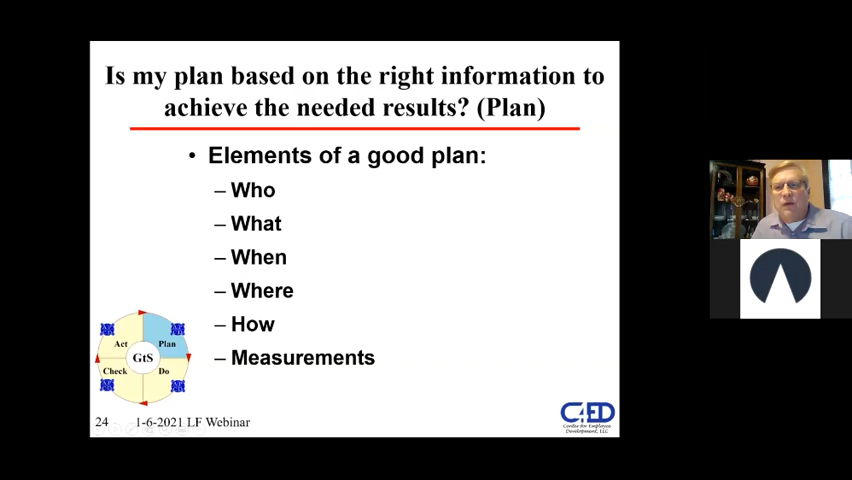 Is my plan based on the right information to
achieve the needed results? (Plan)
• Elements of a good plan:
– Who
– What
– When
– Where
– How
– Measurements
Act
Plan
GtS
Check
Do
24
1-6-2021 LF Webinar
C4ED
Center for Employee
Development, LLC